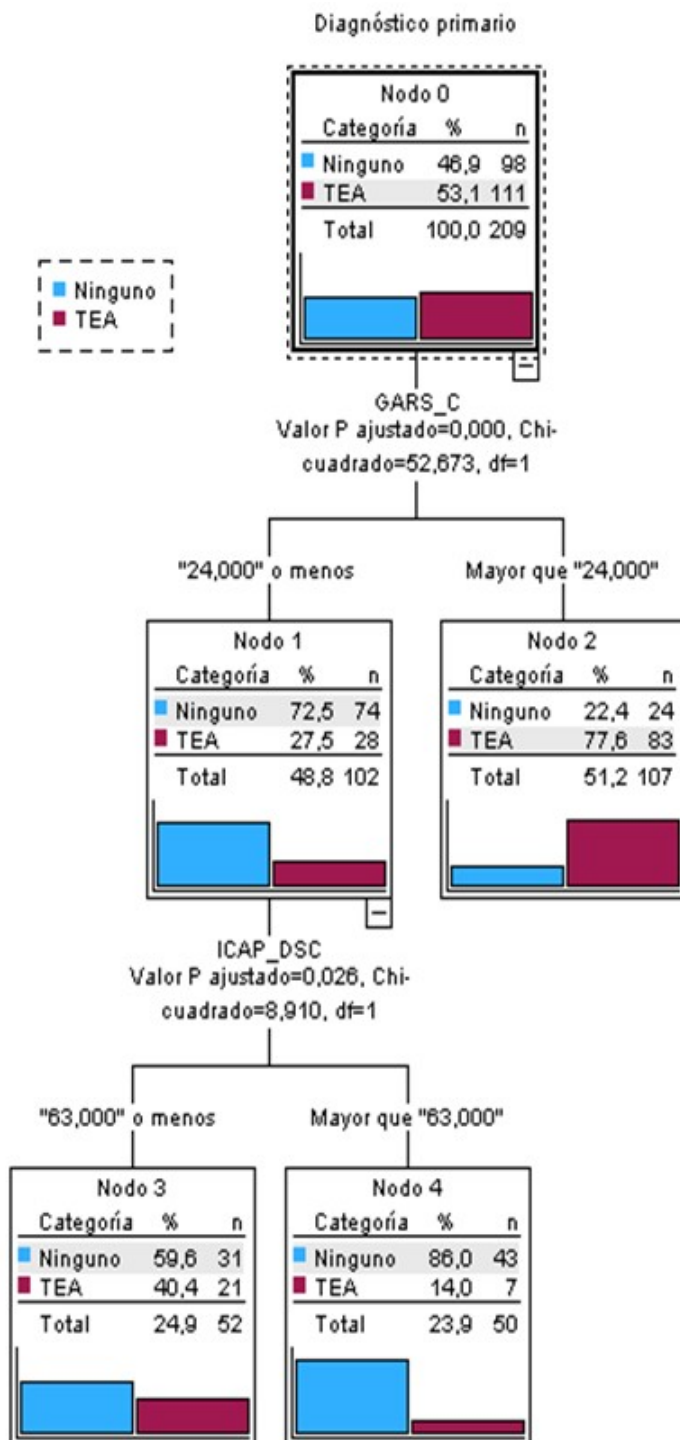 Diagnóstico primario
Nodo 0
Categoría % n
Ninguno 46,9 98
TEA 53,1 111
Total 100,0 209
Ninguno
TEA
GARS_C
Valor P ajustado=0,000, Chi-
cuadrado=52,673, df=1
"24,000" o menos
Mayor que "24,000"
Nodo 1
Categoría % n
Ninguno 72,5 74
TEA 27,5 28
Total 48,8 102
Nodo 2
Categoría % n
Ninguno 22,4 24
TEA 77,6 83
Total 51,2 107
ICAP_DSC
Valor P ajustado=0,026, Chi-
cuadrado=8,910, df=1
"63,000" o menos
Mayor que "63,000"
Nodo 3
Categoría % n
Ninguno 59,6 31
TEA 40,4 21
Total 24,9 52
Nodo 4
Categoría % n
Ninguno 86,0 43
TEA 14,0 7
Total 23,9 50